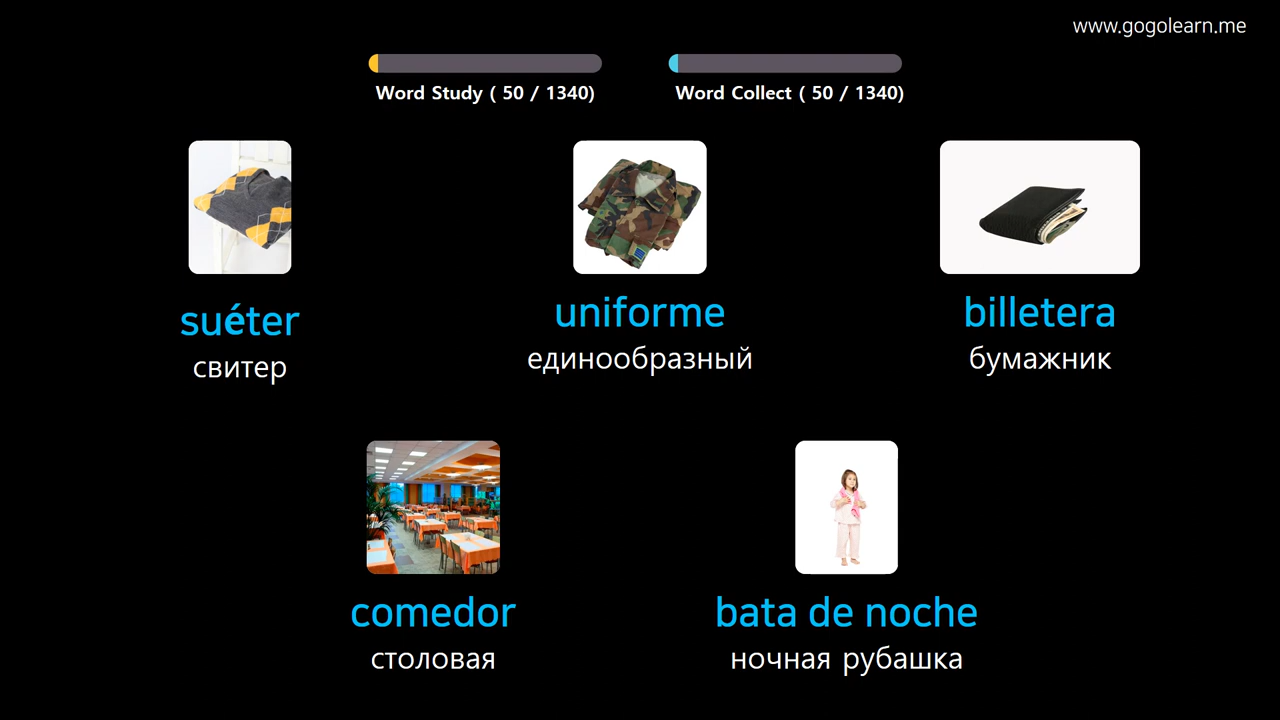 www.gogolearn.me
Word Study ( 50 / 1340)
Word Collect ( 50 / 1340)
suéter
свитер
uniforme
единообразный
billetera
бумажник
comedor
столовая
bata de noche
ночная рубашка